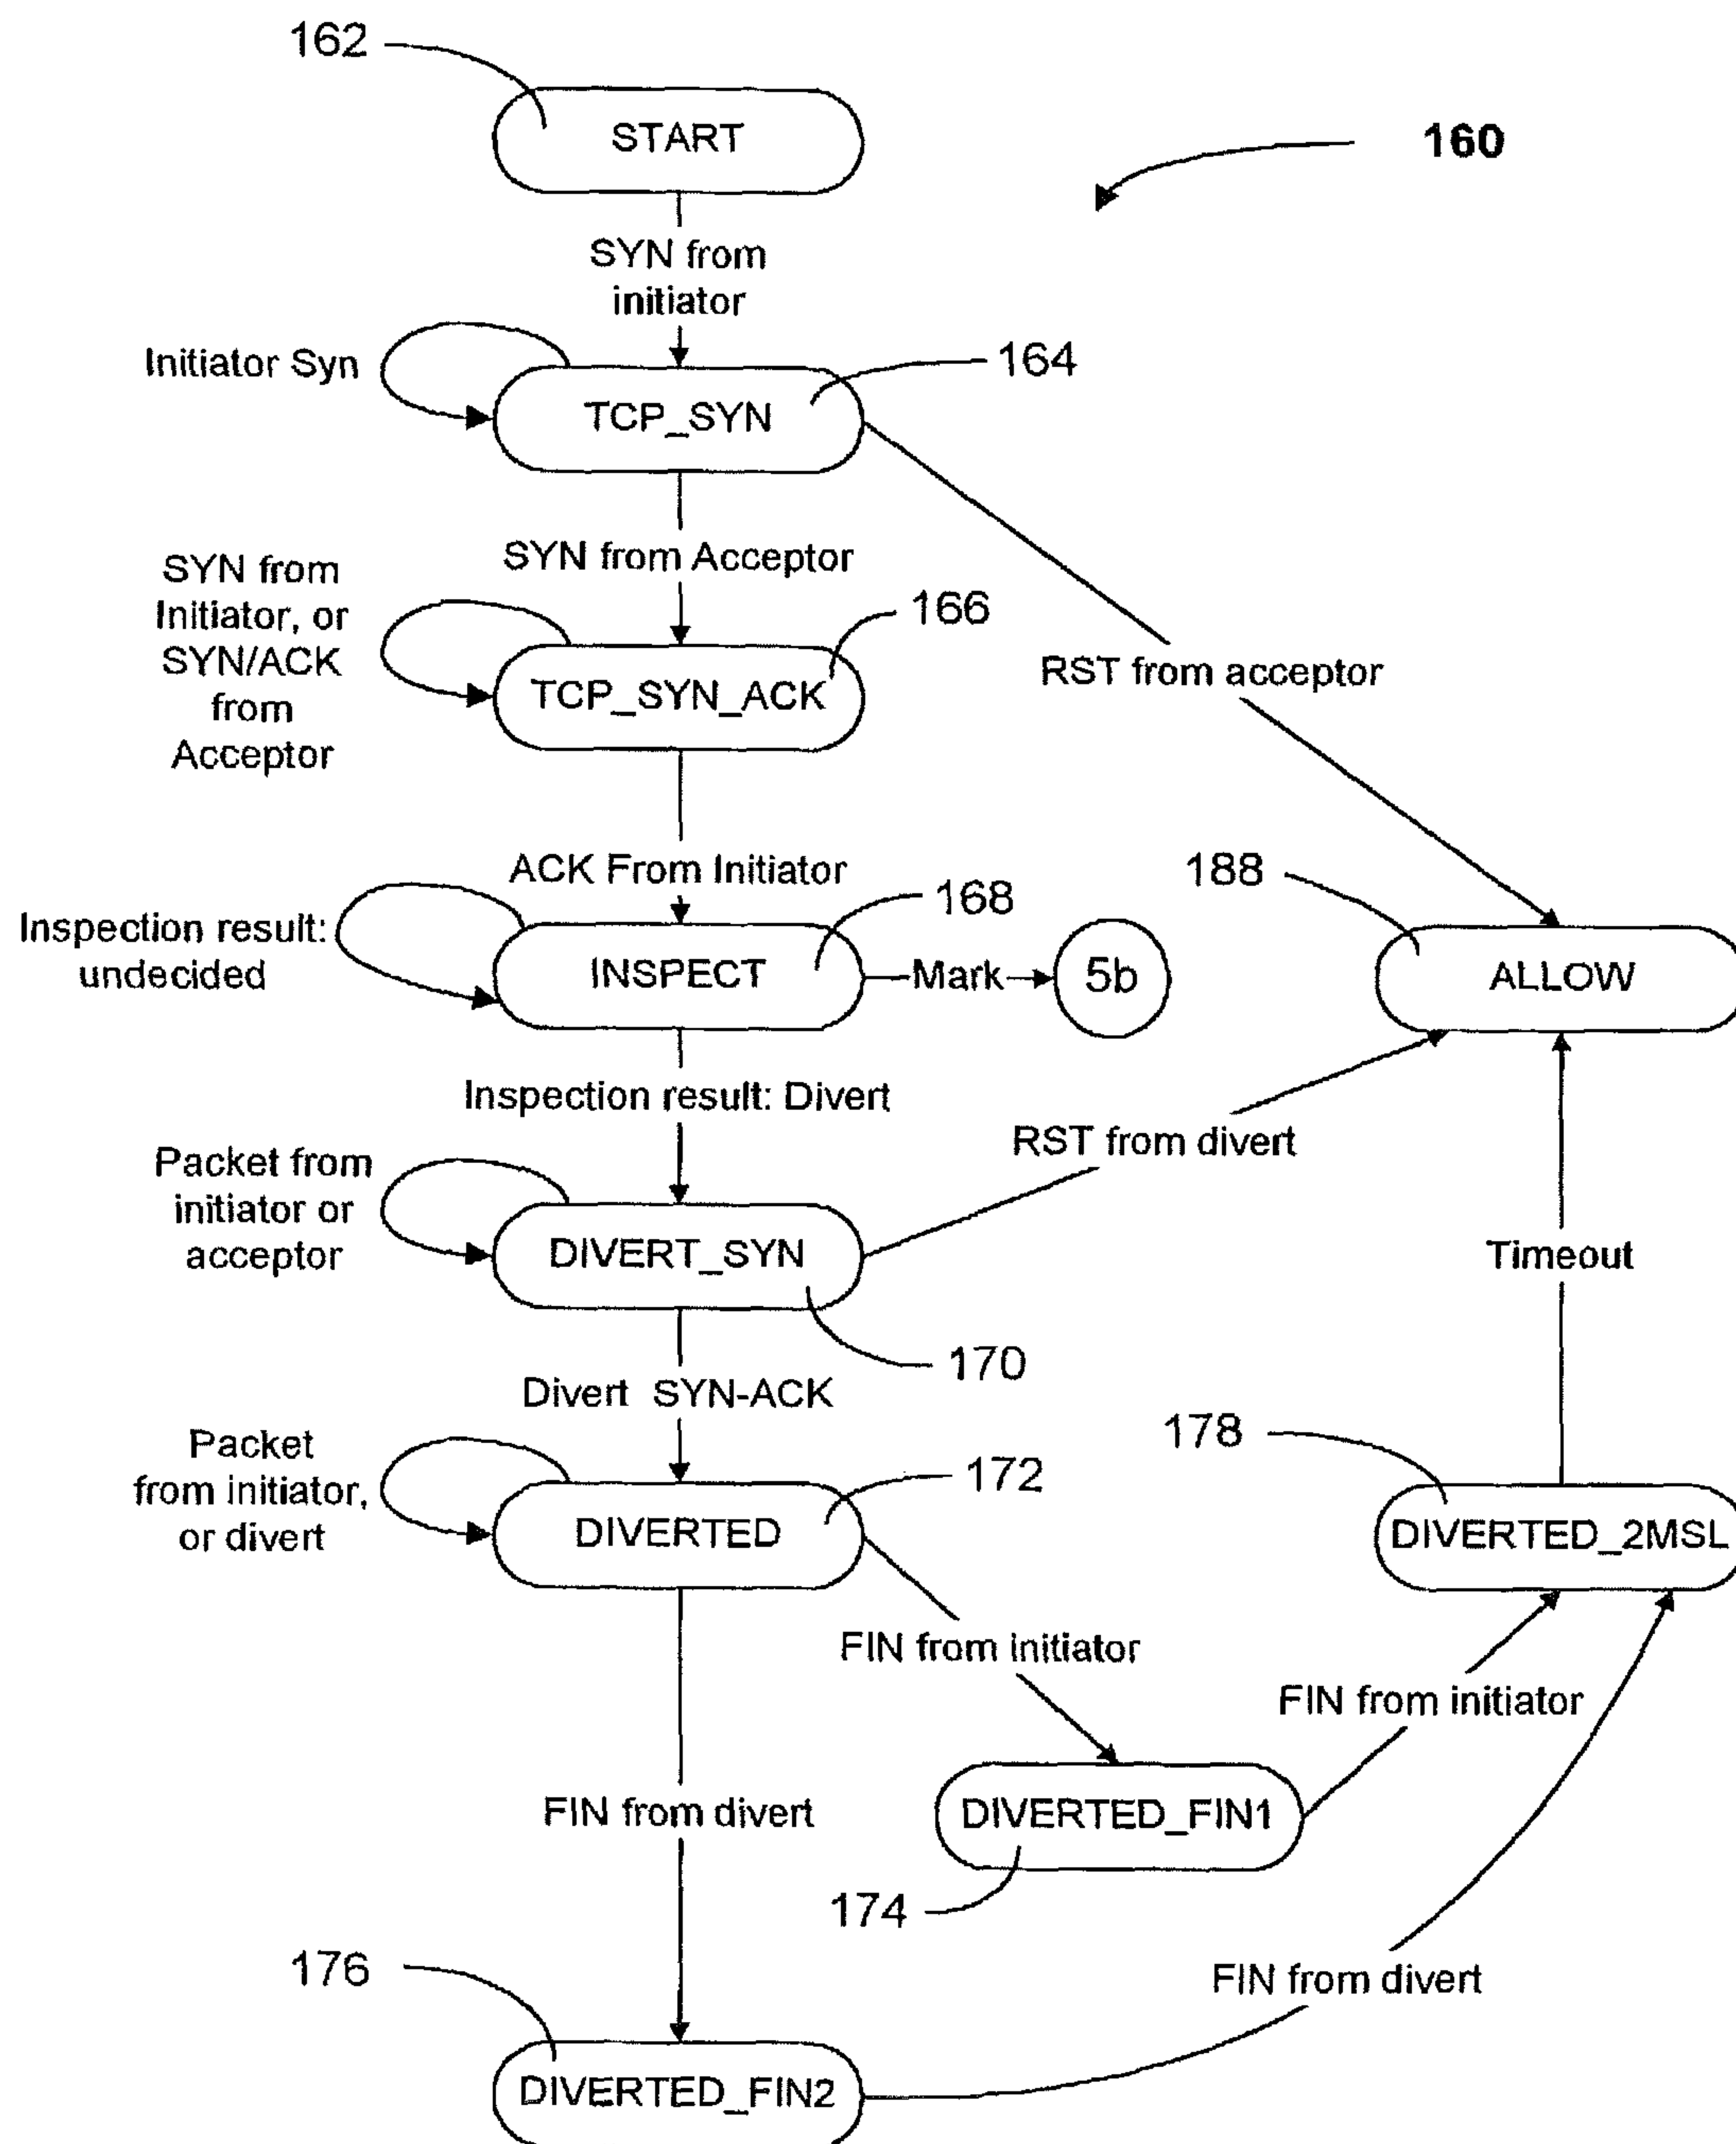 162
START
160
SYN from
initiator
Initiator Syn
164
TCP_SYN
SYN from Acceptor
SYN from
Initiator, or
SYN/ACK
from
Acceptor
166
TCP_SYN_ACK
RST from acceptor
ACK From Initiator
168
188
Inspection result:
undecided
INSPECT
Mark
5b
ALLOW
Inspection result: Divert
RST from divert
Packet from
initiator or
acceptor
DIVERT_SYN
Timeout
170
Divert SYN-ACK
178
Packet
from initiator,
or divert
172
DIVERTED
DIVERTED_2MSL
FIN from initiator
FIN from initiator
FIN from divert
DIVERTED_FIN1
174
176
FIN from divert
DIVERTED_FIN2